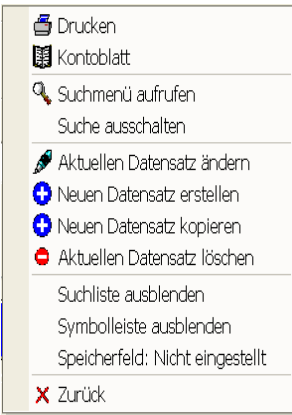 Drucken
Kontoblatt
Suchmenü aufrufen
Suche ausschalten
Aktuellen Datensatz ändern
Neuen Datensatz erstellen
Neuen Datensatz kopieren
Aktuellen Datensatz löschen
Suchliste ausblenden
Symbolleiste ausblenden
Speicherfeld: Nicht eingestellt
Zurück